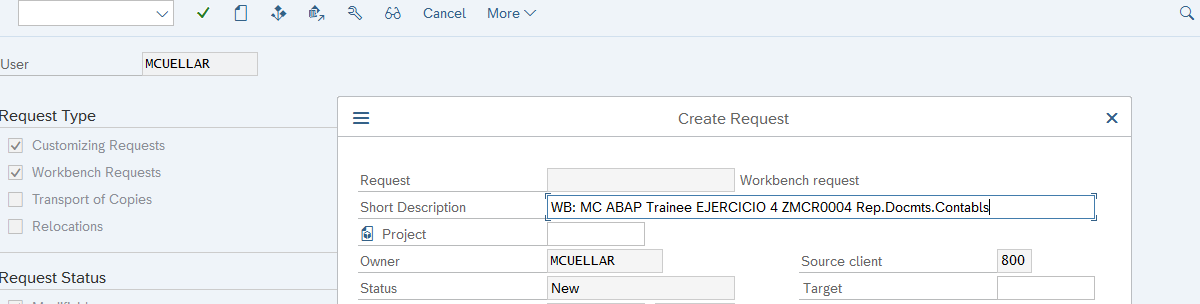 Cancel More
User MCUELLAR
Create Request
Request Type
Customizing Requests
Workbench Requests
Transport of Copies
Relocations
Request Status
Request Workbench request
Short Description WB: MC ABAP Trainee EJERCICIO 4 ZMCR0004 Rep.Docmts.Contabls
Project
Owner MCUELLAR Source client 800
Status New Target